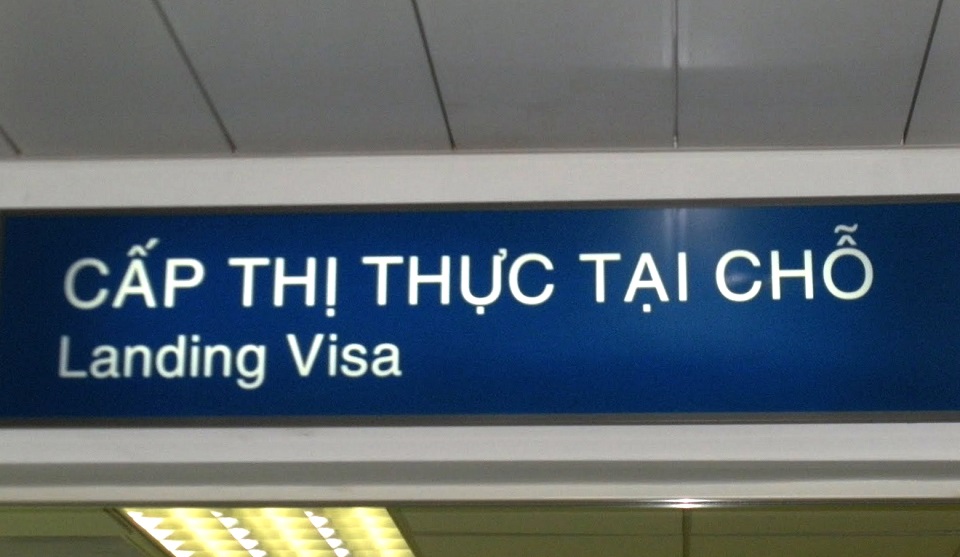 CẤP THỊ THỰC TẠI CHỖ
Landing Visa